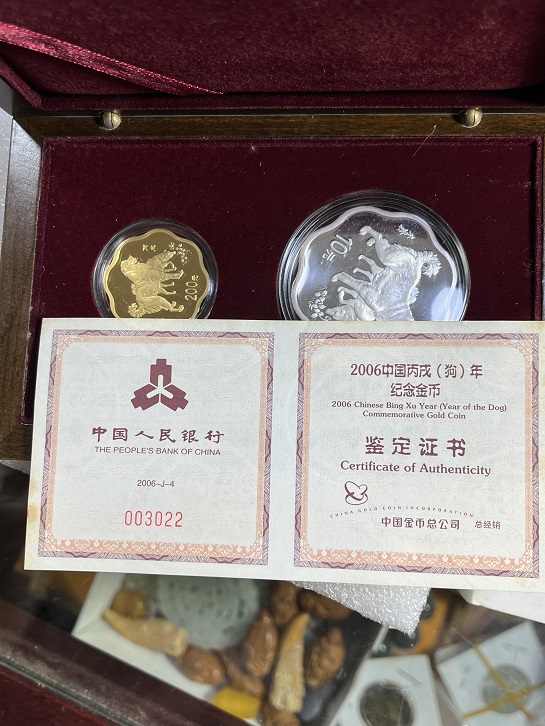 200元
10元
中国人民银行
THE PEOPLE'S BANK OF CHINA
2006-J-4
003022
2006中国丙戌(狗)年
纪念金币
2006 Chinese Bing Xu Year (Year of the Dog)
Commemorative Gold Coin
鉴定证书
Certificate of Authenticity
CHINA GOLD COIN INCORPORATION
中国金币总公司 总经销